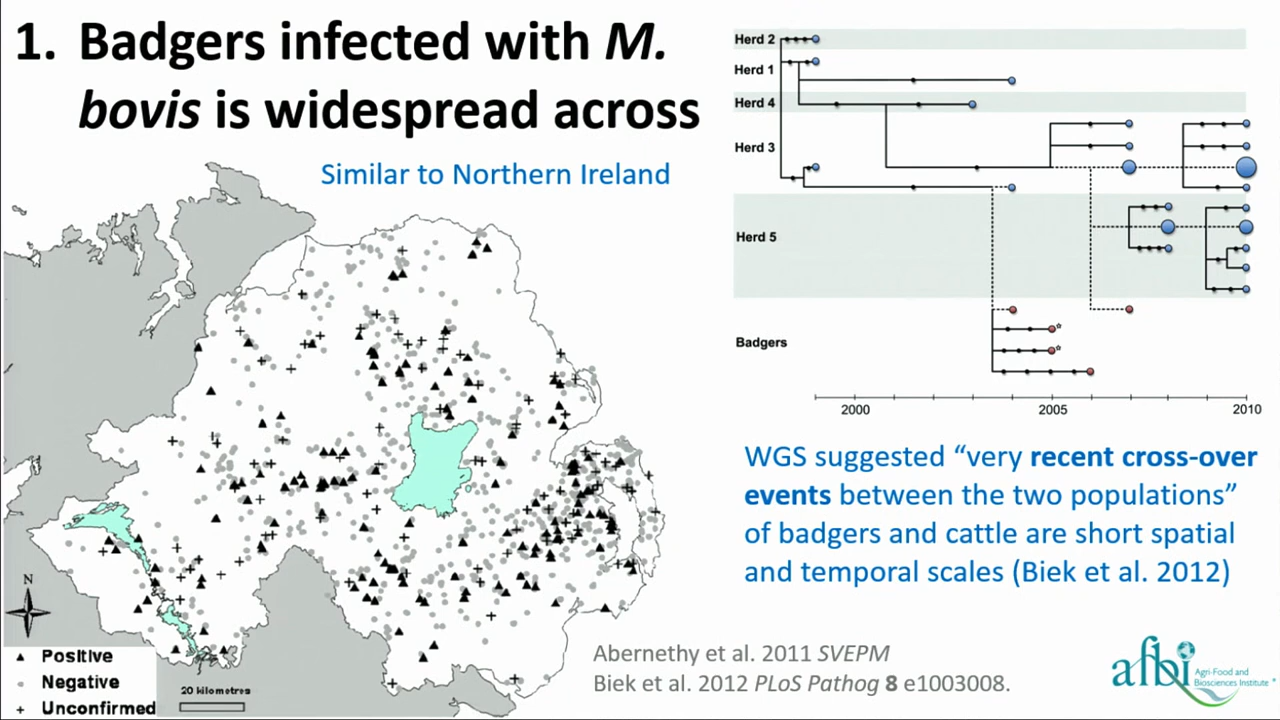 1. Badgers infected with M.
bovis is widespread across
Similar to Northern Ireland
N
Positive
Negative
Unconfirmed
20 kilometres
Herd 2
Herd 1
Herd 4
Herd 3
Herd 5
Badgers
2000 2005 2010
WGS suggested “very recent cross-over
events between the two populations”
of badgers and cattle are short spatial
and temporal scales (Biek et al. 2012)
Abernethy et al. 2011 SVEPM
Biek et al. 2012 PLoS Pathog 8 e1003008.
afbi
Agri-Food and
Biosciences Institute